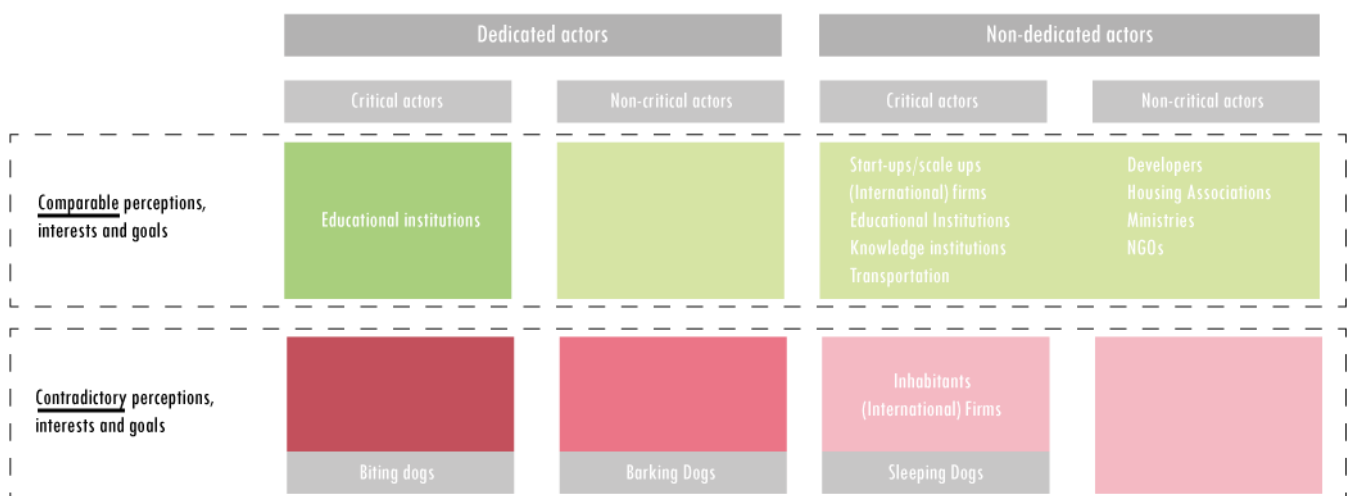 Dedicated actors
Non-dedicated actors
Critical actors
Non-critical actors
Critical actors
Non-critical actors
Comparable perceptions,
interests and goals
Educational institutions
Start-ups/scale ups
(International) firms
Educational Institutions
Knowledge institutions
Transportation
Developers
Housing Associations
Ministries
NGOs
Contradictory perceptions,
interests and goals
Inhabitants
(International) Firms
Biting dogs
Barking Dogs
Sleeping Dogs